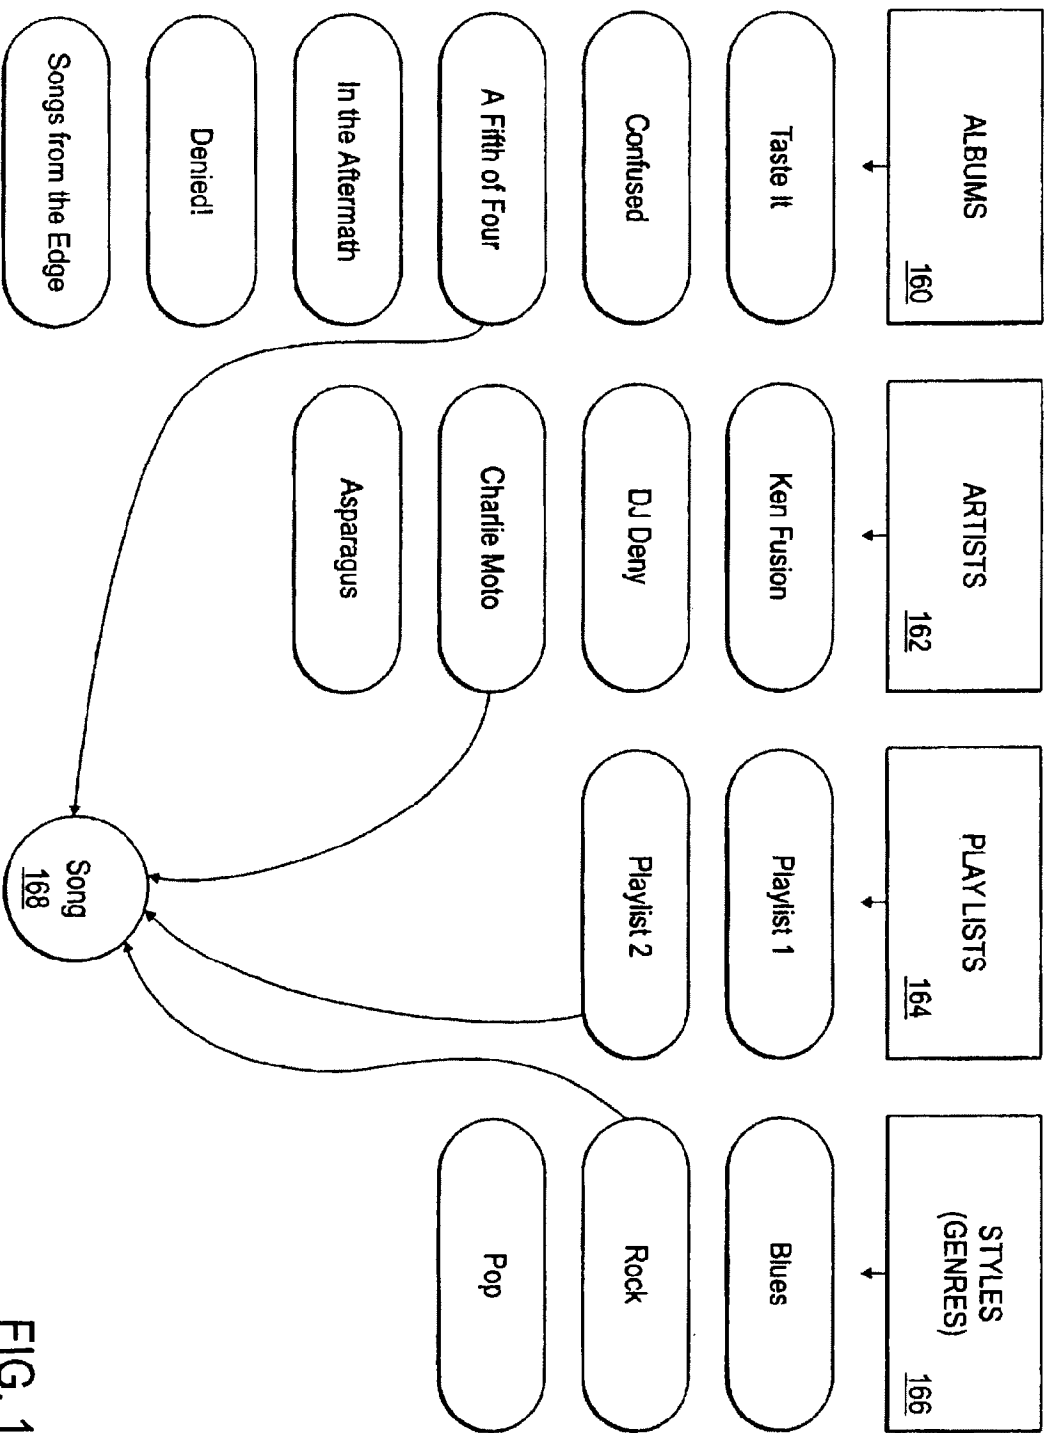 ALBUMS
160
Taste It
Confused
A Fifth of Four
In the Aftermath
Denied!
Songs from the Edge
ARTISTS
162
Ken Fusion
DJ Deny
Charlie Moto
Asparagus
PLAYLISTS
164
Playlist 1
Playlist 2
STYLES
(GENRES)
166
Blues
Rock
Pop
Song
168
FIG. 1